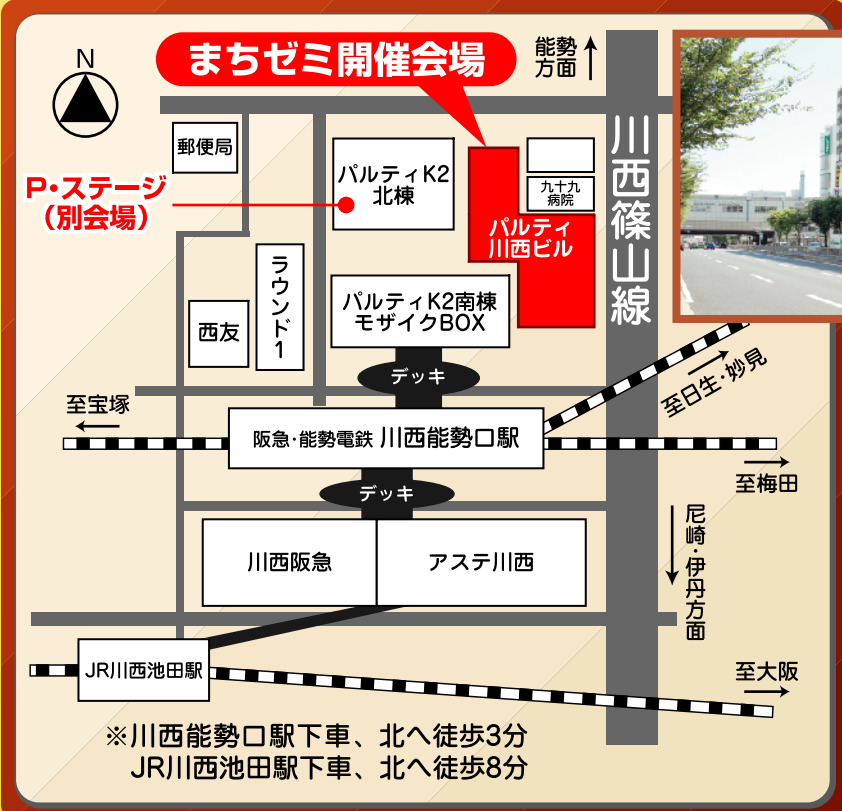 N
まちゼミ開催会場
能勢
方面
郵便局
パルティK2
北棟
九十九
病院
P・ステージ
（別会場）
パルティ
川西ビル
川西篠山線
ラウンド1
西友
パルティK2南棟
モザイクBOX
デッキ
至日生・妙見
至宝塚
阪急・能勢電鉄 川西能勢口駅
至梅田
デッキ
尼崎・伊丹方面
川西阪急
アステ川西
JR川西池田駅
至大阪
※川西能勢口駅下車、北へ徒歩3分
JR川西池田駅下車、北へ徒歩8分